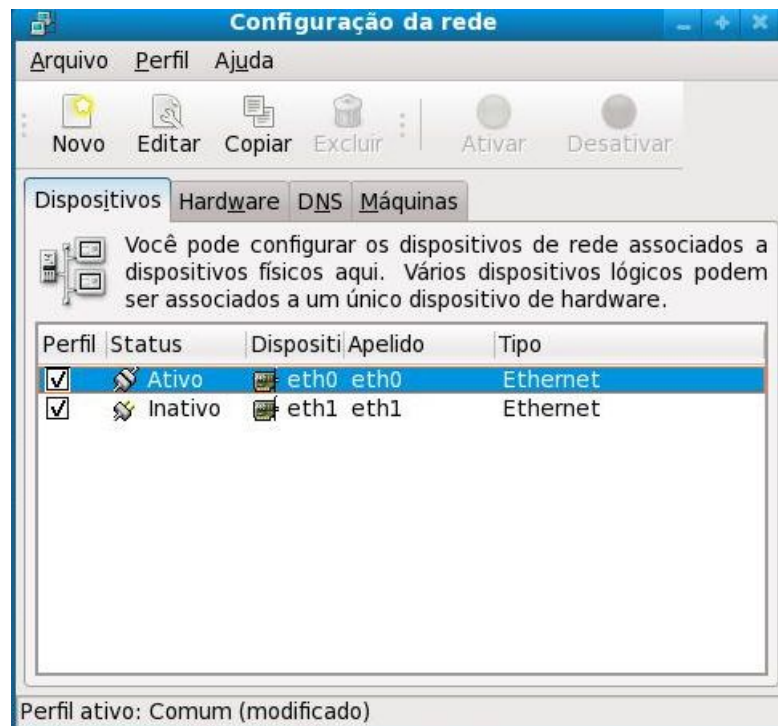 Configuração da rede
Arquivo Perfil Ajuda
Novo Editar Copiar Excluir Ativar Desativar
Dispositivos Hardware DNS Máquinas
Você pode configurar os dispositivos de rede associados a
dispositivos físicos aqui. Vários dispositivos lógicos podem
ser associados a um único dispositivo de hardware.
Perfil Status Dispositi Apelido Tipo
Ativo eth0 eth0 Ethernet
Inativo eth1 eth1 Ethernet
Perfil ativo: Comum (modificado)